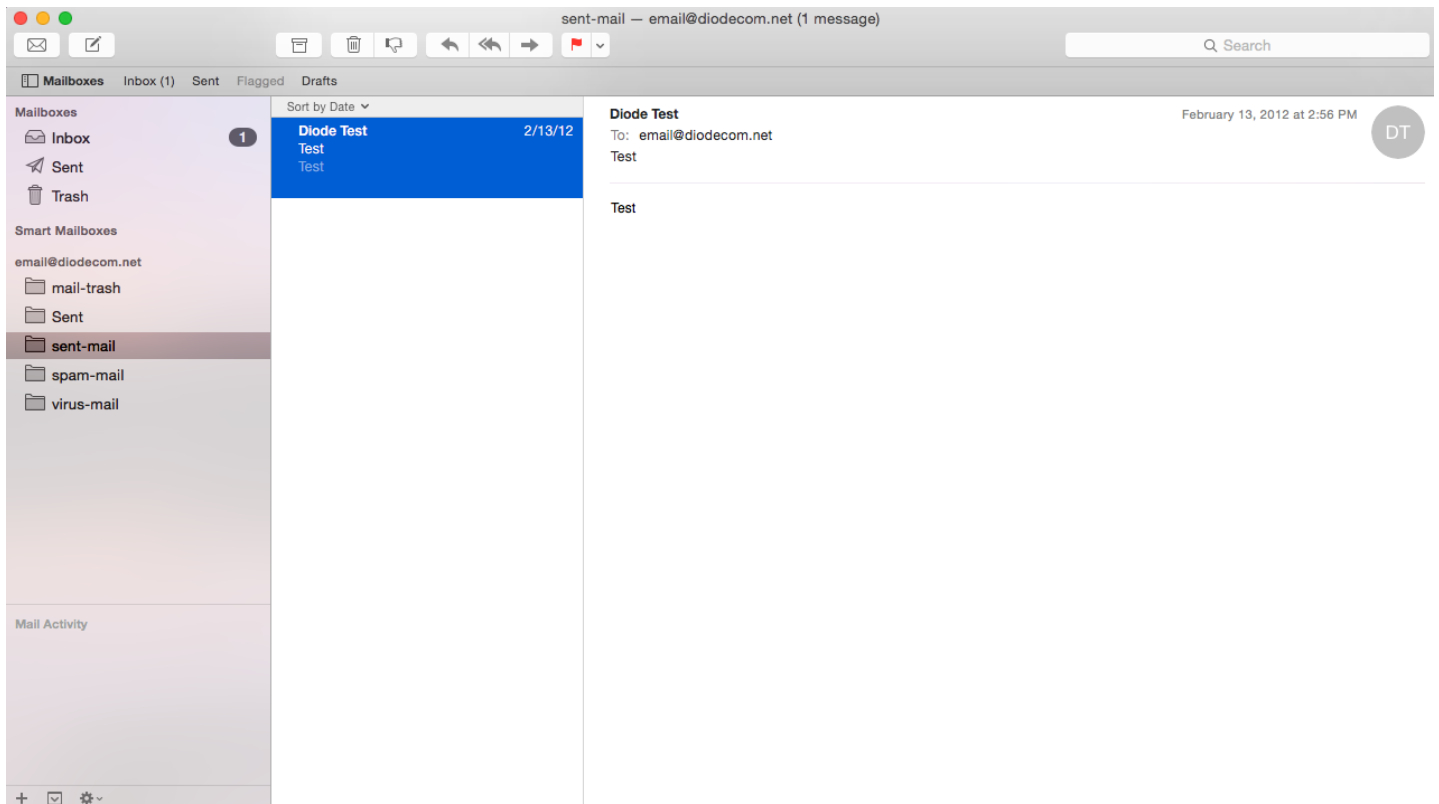 sent-mail — email@diodecom.net (1 message)
Search
Mailboxes Inbox (1) Sent Flagged Drafts
Mailboxes
Inbox 1
Sent
Trash
Smart Mailboxes
email@diodecom.net
mail-trash
Sent
sent-mail
spam-mail
virus-mail
Mail Activity
Sort by Date
Diode Test 2/13/12
Test
Test
Diode Test February 13, 2012 at 2:56 PM
DT
To: email@diodecom.net
Test
Test